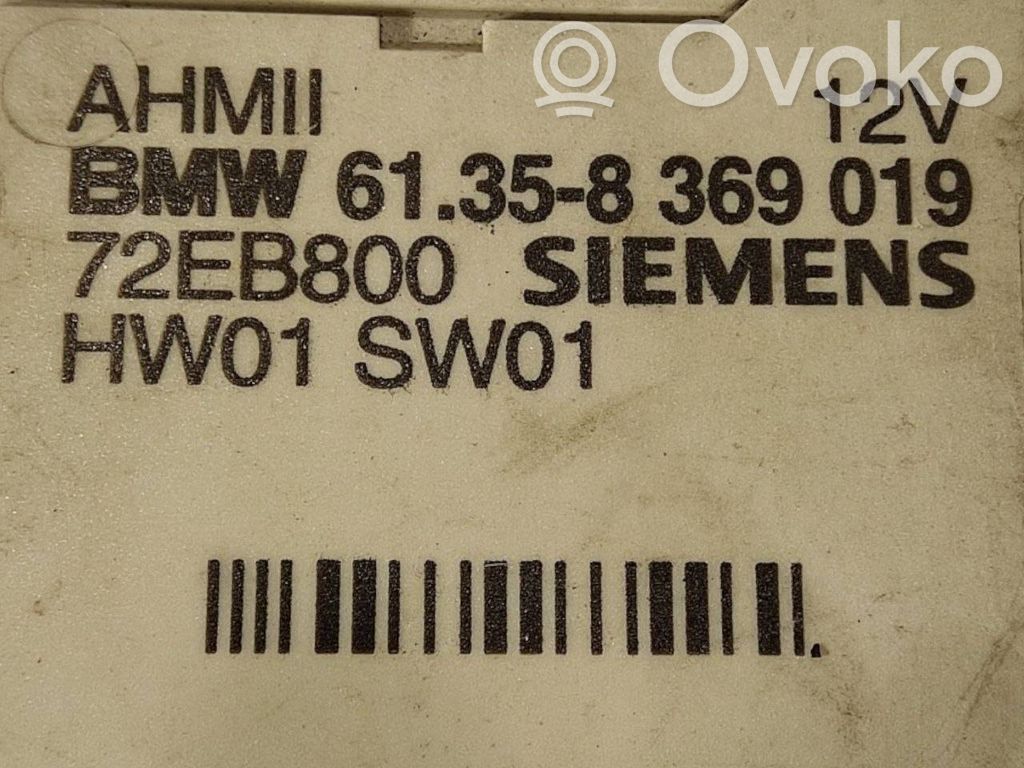 Ovoko
AHMII 12V
BMW 61.35-8 369 019
72EB800 SIEMENS
HW01 SW01